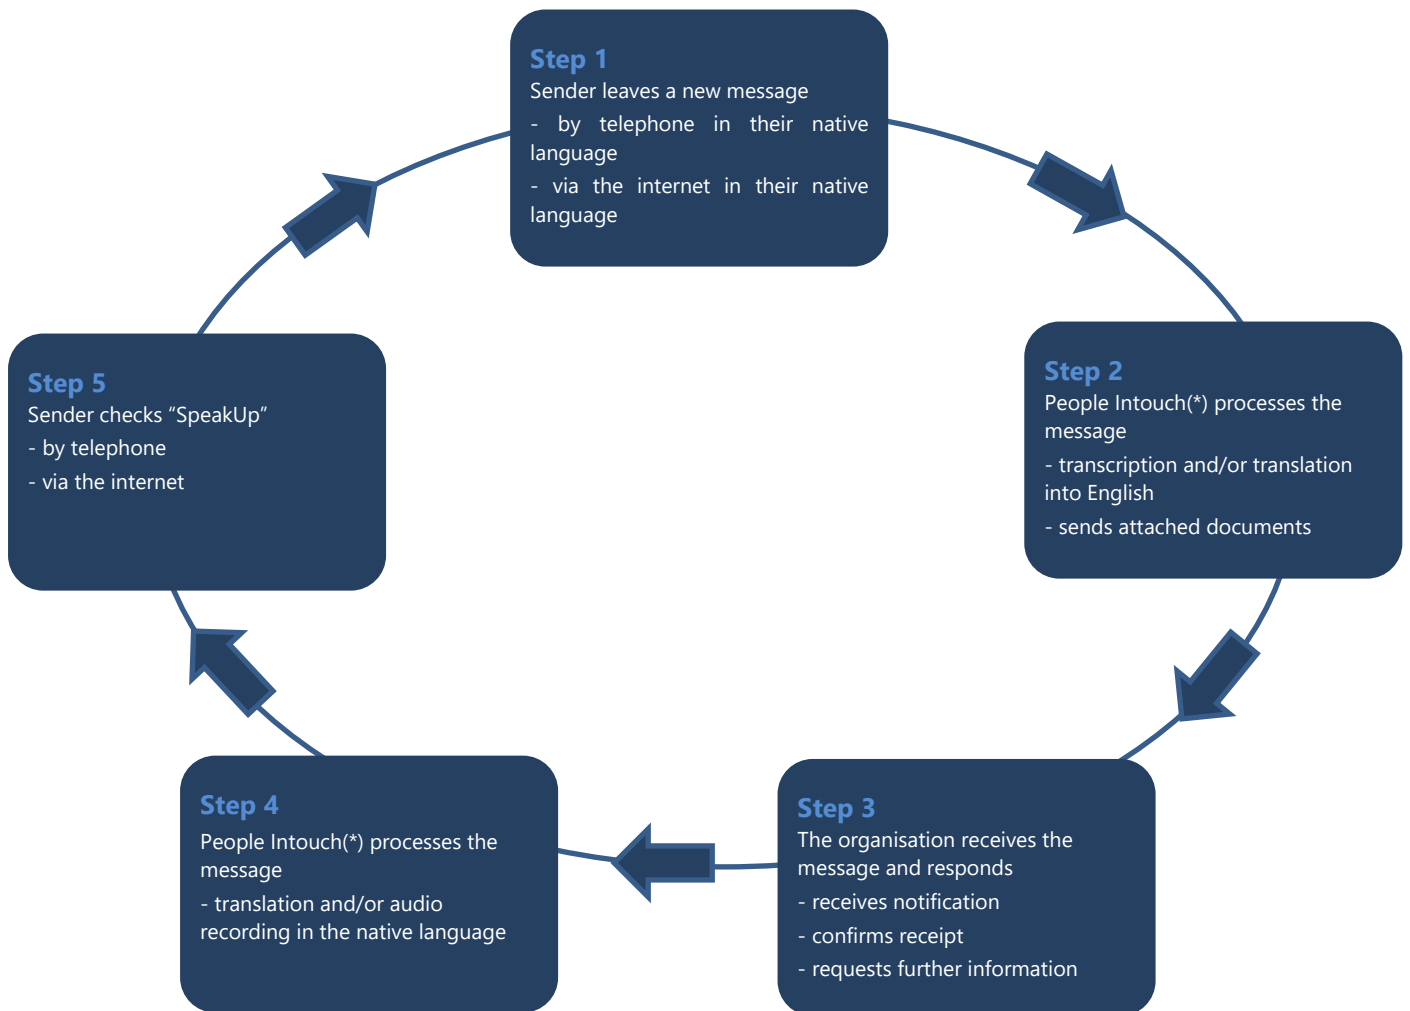 Step 1
Sender leaves a new message
- by telephone in their native
language
- via the internet in their native
language
Step 2
People Intouch(*) processes the
message
- transcription and/or translation
into English
- sends attached documents
Step 3
The organisation receives the
message and responds
- receives notification
- confirms receipt
- requests further information
Step 4
People Intouch(*) processes the
message
- translation and/or audio
recording in the native language
Step 5
Sender checks “SpeakUp”
- by telephone
- via the internet